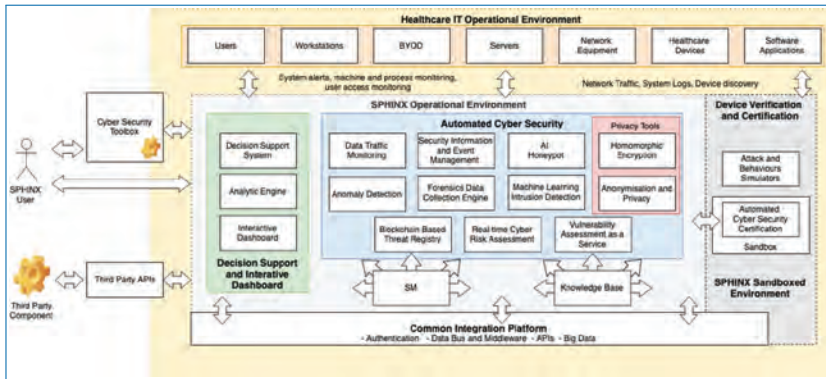 Healthcare IT Operational Environment
Users
Workstations
BYOD
Servers
Network
Equipment
Healthcare
Devices
Software
Applications
System alerts, machine and process monitoring,
user access monitoring
Network Traffic, System Logs, Device discovery
Cyber Security
Toolbox
SPHINX
User
Third Party
Component
Third Party APIs
SPHINX Operational Environment
Decision Support
System
Analytic Engine
Interactive
Dashboard
Decision Support
and Interative
Dashboard
Automated Cyber Security
Data Traffic
Monitoring
Security Information
and Event
Management
AI
Honeypot
Anomaly Detection
Forensics Data
Collection Engine
Machine Learning
Intrusion Detection
Privacy Tools
Homomorphic
Encryption
Anonymisation and
Privacy
Blockchain Based
Threat Registry
Real time Cyber
Risk Assessment
Vulnerability
Assessment as a
Service
SM
Knowledge Base
Device Verification
and Certification
Attack and
Behaviours
Simulators
Automated
Cyber Security
Certification
Sandbox
SPHINX Sandboxed
Environment
Common Integration Platform
- Authentication - Data Bus and Middleware - APIs - Big Data